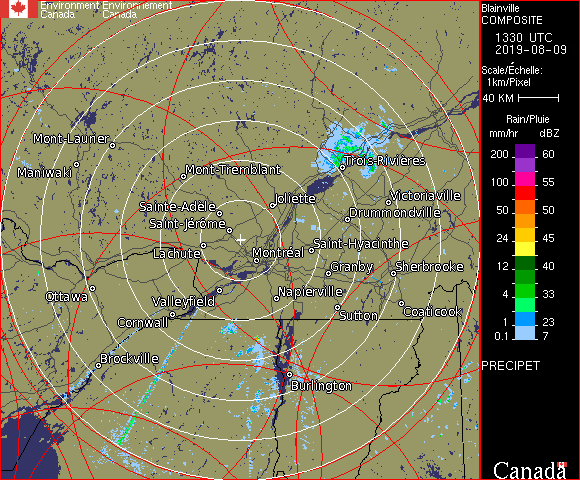 Environment Environnement
Canada Canada
Blainville
COMPOSITE
1330 UTC
2019-08-09
Scale/Échelle:
1km/Pixel
40 KM
Rain/Pluie
mm/hr dBZ
200 60
100 55
50 50
24 45
12 40
4 33
1 23
0.1 7
PRECIPET
Mont-Laurier
Maniwaki
Mont-Tremblant
Trois-Rivières
Joliette
Victoriaville
Sainte-Adèle
Drummondville
Saint-Jérôme
Lachute
Montréal
Saint-Hyacinthe
Granby
Sherbrooke
Ottawa
Valleyfield
Napierville
Cornwall
Sutton
Coaticook
Brockville
Burlington
Canada